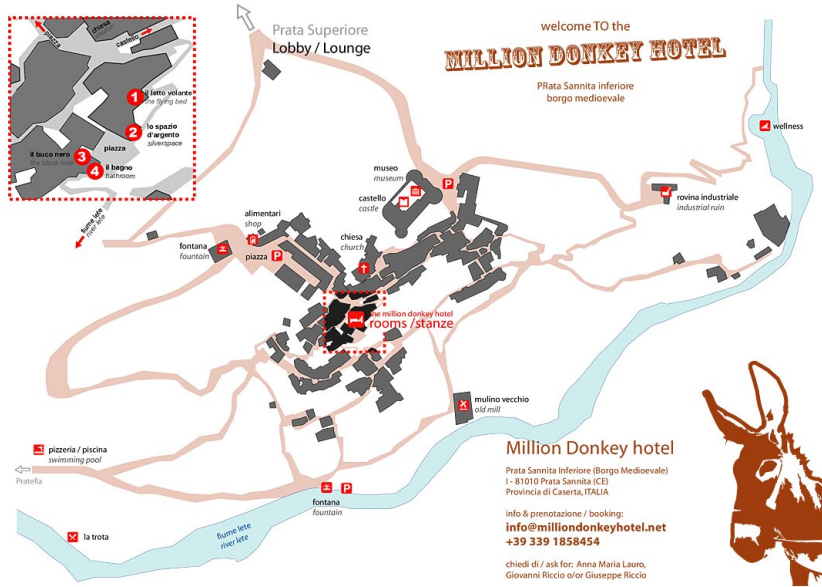 piazza
chiesa
church
castello
1
il letto volante
the flying bed
2
lo spazio
d'argento
silverspace
piazza
il buco nero
the black hole
3
4
il bagno
bathroom
fiume lete
river lete
Prata Superiore
Lobby / Lounge
welcome TO the
MILLION DONKEY HOTEL
PRata Sannita inferiore
borgo medioevale
wellness
museo
museum
castello
castle
P
rovina industriale
industrial ruin
alimentari
shop
fontana
fountain
piazza
P
chiesa
church
the million donkey hotel
rooms /stanze
mulino vecchio
old mill
pizzeria / piscina
swimming pool
Pratella
fontana
fountain
P
la trota
fiume lete
river lete
Million Donkey hotel
Prata Sannita Inferiore (Borgo Medioevale)
I - 81010 Prata Sannita (CE)
Provincia di Caserta, ITALIA
info & prenotazione / booking:
info@milliondonkeyhotel.net
+39 339 1858454
chiedi di / ask for: Anna Maria Lauro,
Giovanni Riccio o/or Giuseppe Riccio